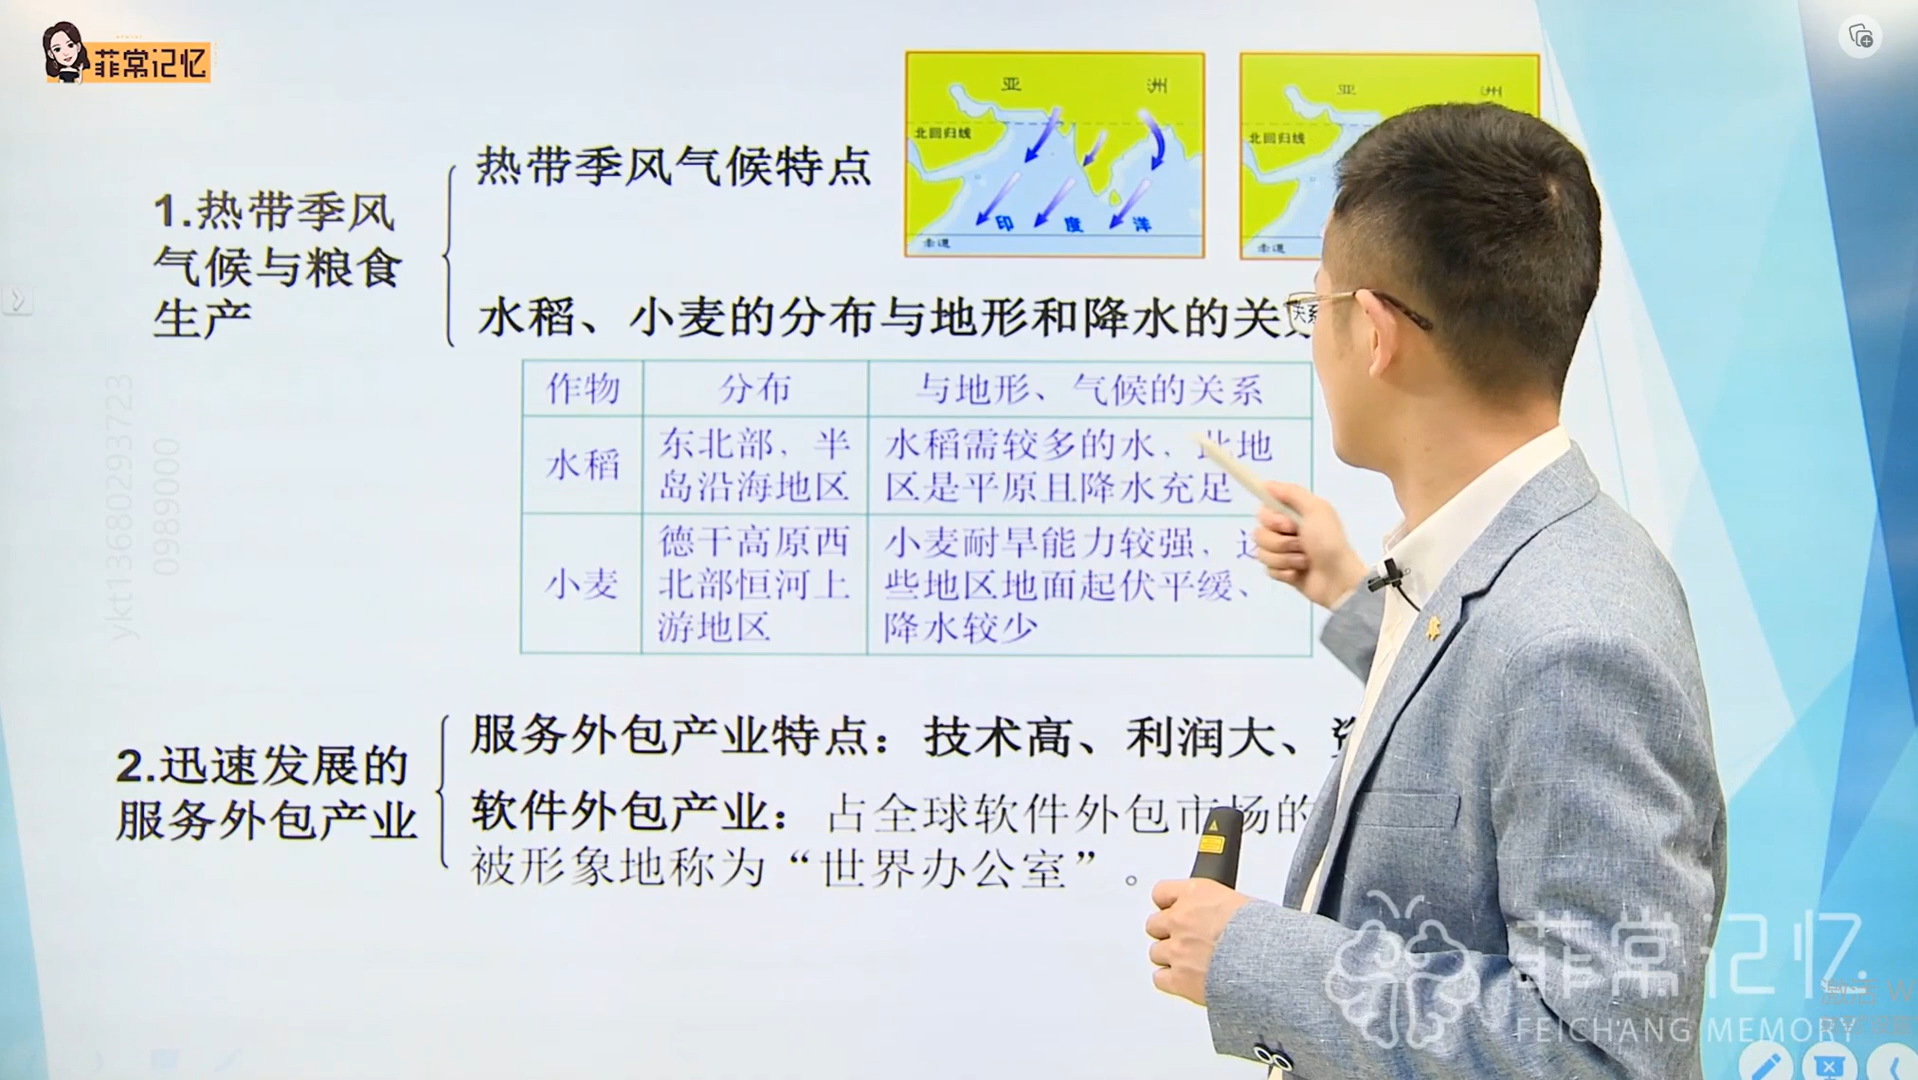 菲常记忆
亚 洲
北回归线
印 度 洋
赤道
亚 洲
北回归线
赤道
热带季风气候特点
1.热带季风
气候与粮食
生产
水稻、小麦的分布与地形和降水的关系
作物 分布 与地形、气候的关系
水稻 东北部，半岛沿海地区 水稻需较多的水，此地区是平原且降水充足
小麦 德干高原西北部恒河上游地区 小麦耐旱能力较强，这些地区地面起伏平缓、降水较少
ykt13680293723
0989000
2.迅速发展的
服务外包产业
服务外包产业特点：技术高、利润大、
软件外包产业：占全球软件外包市场的
被形象地称为“世界办公室”。
菲常记忆
FEICHANG MEMORY